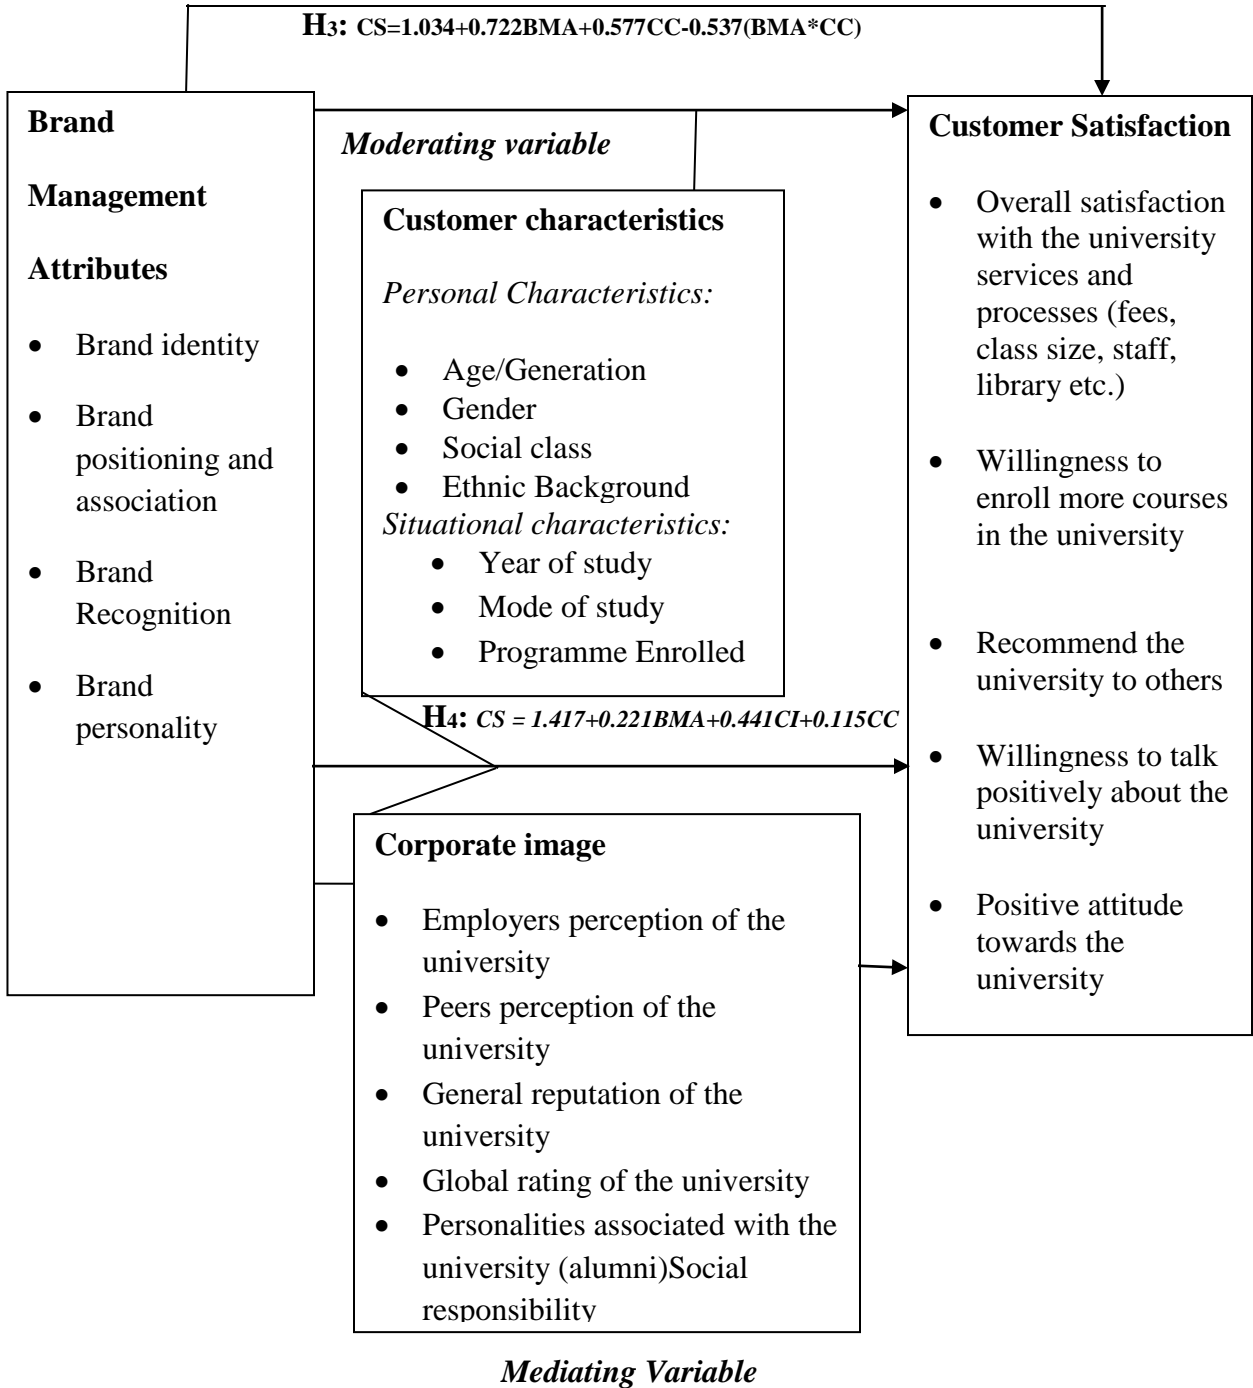 H3: CS=1.034+0.722BMA+0.577CC-0.537(BMA*CC)
Brand
Management
Attributes
• Brand identity
• Brand
positioning and
association
• Brand
Recognition
• Brand
personality
Moderating variable
Customer characteristics
Personal Characteristics:
• Age/Generation
• Gender
• Social class
• Ethnic Background
Situational characteristics:
• Year of study
• Mode of study
• Programme Enrolled
H4: CS = 1.417+0.221BMA+0.441CI+0.115CC
Corporate image
• Employers perception of the
university
• Peers perception of the
university
• General reputation of the
university
• Global rating of the university
• Personalities associated with the
university (alumni)Social
responsibility
Mediating Variable
Customer Satisfaction
• Overall satisfaction
with the university
services and
processes (fees,
class size, staff,
library etc.)
• Willingness to
enroll more courses
in the university
• Recommend the
university to others
• Willingness to talk
positively about the
university
• Positive attitude
towards the
university